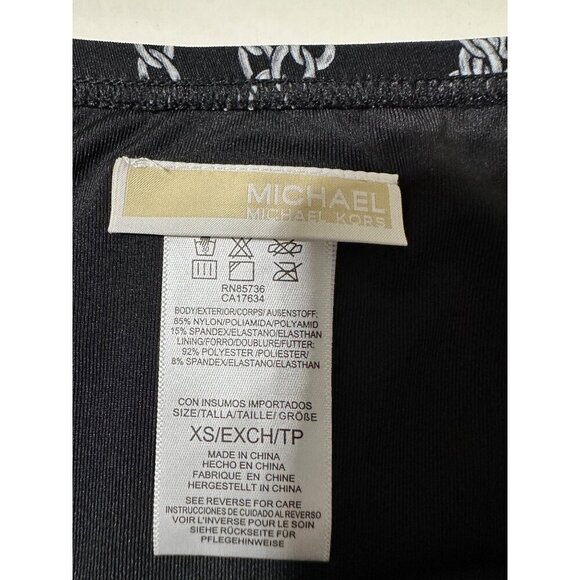 MICHAEL
MICHAEL KORS
RN85736
CA17634
BODY/EXTERIOR/CORPS/ AUßENSTOFF:
85% NYLON/POLIAMIDA/POLYAMID
15% SPANDEX/ELASTANO/ELASTHAN
LINING/FORRO/DOUBLURE/FUTTER:
92% POLYESTER /POLIESTER/
8% SPANDEX/ELASTANO/ELASTHAN
CON INSUMOS IMPORTADOS
SIZE/TALLA/TAILLE/ GRÖßE
XS/EXCH/TP
MADE IN CHINA
HECHO EN CHINA
FABRIQUE EN CHINE
HERGESTELLT IN CHINA
SEE REVERSE FOR CARE
INSTRUCCIONES DE CUIDADO AL REVERSO
VOIR L'INVERSE POUR LE SOIN
SIEHE RÜCKSEITE FÜR
PFLEGEHINWEISE